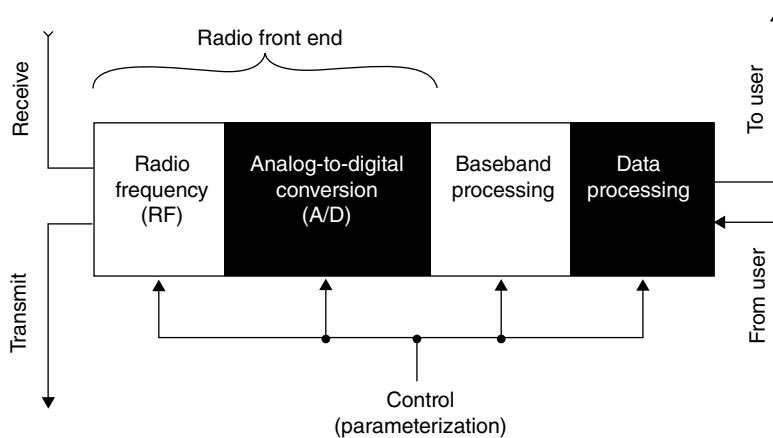 Radio front end
Receive
To user
Radio
frequency
(RF)
Analog-to-digital
conversion
(A/D)
Baseband
processing
Data
processing
Transmit
From user
Control
(parameterization)